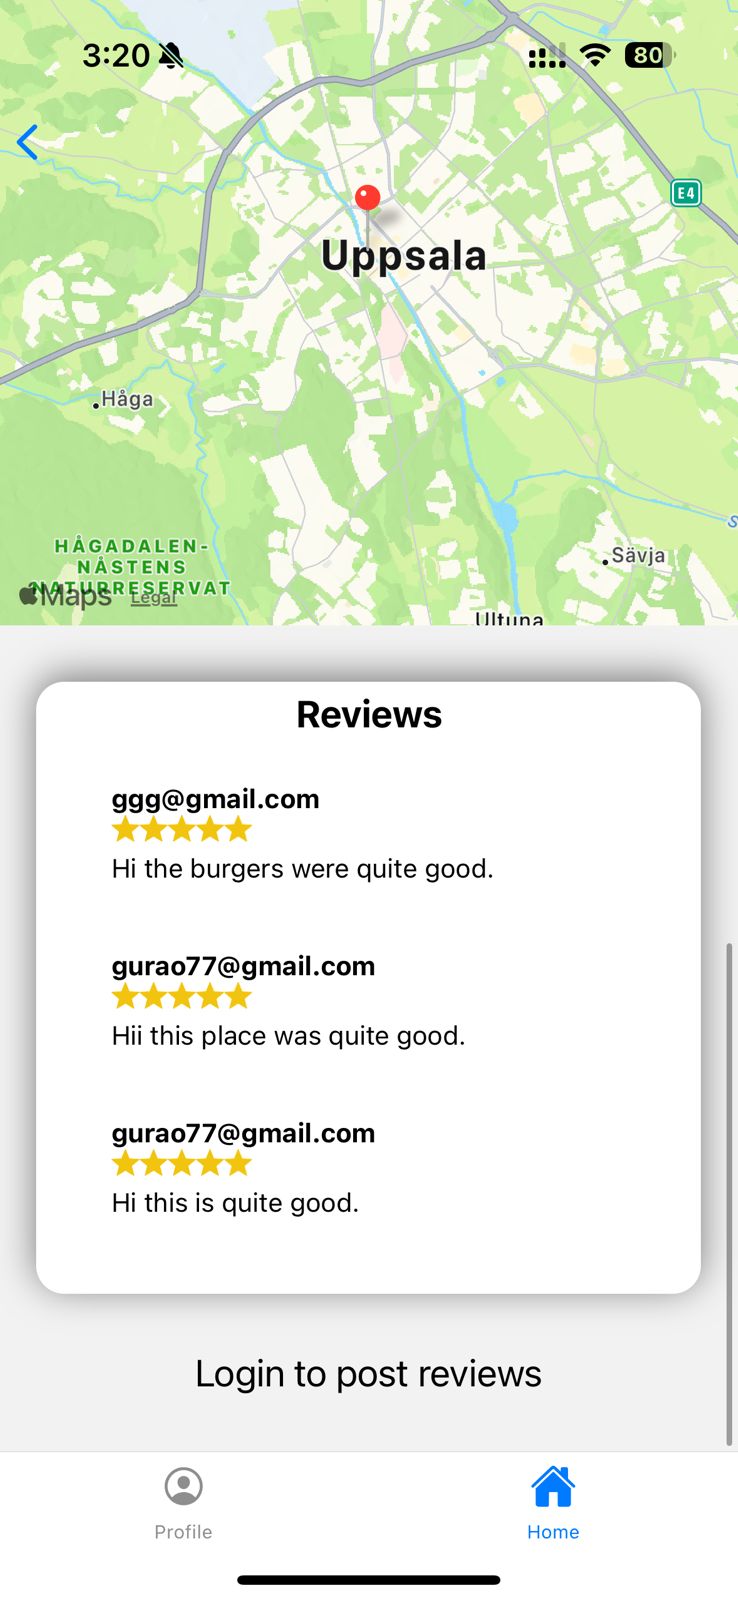 3:20
80
E4
Uppsala
Håga
HÅGADALEN-
NÅSTENS
NATURRESERVAT
Maps Legal
Sävja
S
Ultuna
Reviews
ggg@gmail.com
Hi the burgers were quite good.
gurao77@gmail.com
Hii this place was quite good.
gurao77@gmail.com
Hi this is quite good.
Login to post reviews
Profile
Home